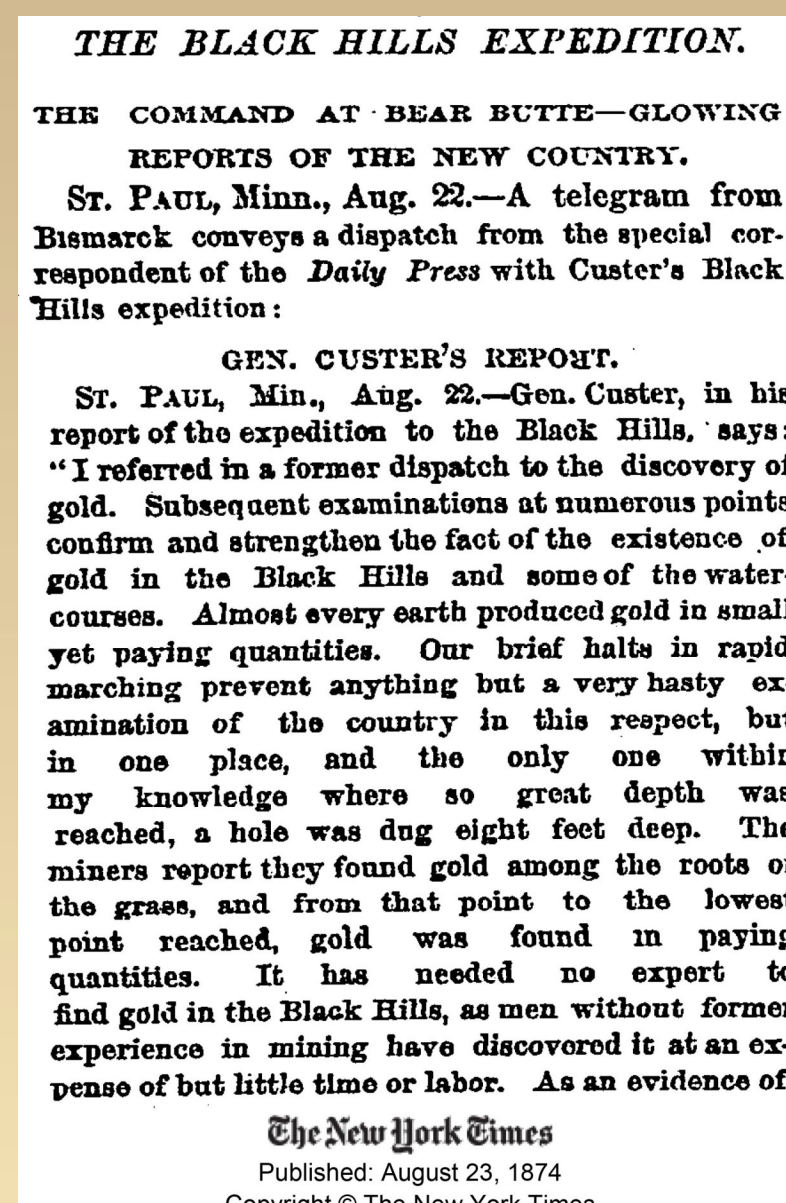 THE BLACK HILLS EXPEDITION.
THE COMMAND AT BEAR BUTTE—GLOWING
REPORTS OF THE NEW COUNTRY.
ST. PAUL, Minn., Aug. 22.—A telegram from
Bismarck conveys a dispatch from the special cor-
respondent of the Daily Press with Custer's Black
Hills expedition:
GEN. CUSTER'S REPORT.
ST. PAUL, Min., Aug. 22.—Gen. Custer, in his
report of the expedition to the Black Hills, says:
"I referred in a former dispatch to the discovery of
gold. Subsequent examinations at numerous points
confirm and strengthen the fact of the existence of
gold in the Black Hills and some of the water-
courses. Almost every earth produced gold in small
yet paying quantities. Our brief halts in rapid
marching prevent anything but a very hasty ex-
amination of the country in this respect, but
in one place, and the only one within
my knowledge where so great depth was
reached, a hole was dug eight feet deep. The
miners report they found gold among the roots of
the grass, and from that point to the lowest
point reached, gold was found in paying
quantities. It has needed no expert to
find gold in the Black Hills, as men without former
experience in mining have discovered it at an ex-
pense of but little time or labor. As an evidence of
The New York Times
Published: August 23, 1874
Copyright © The New York Times